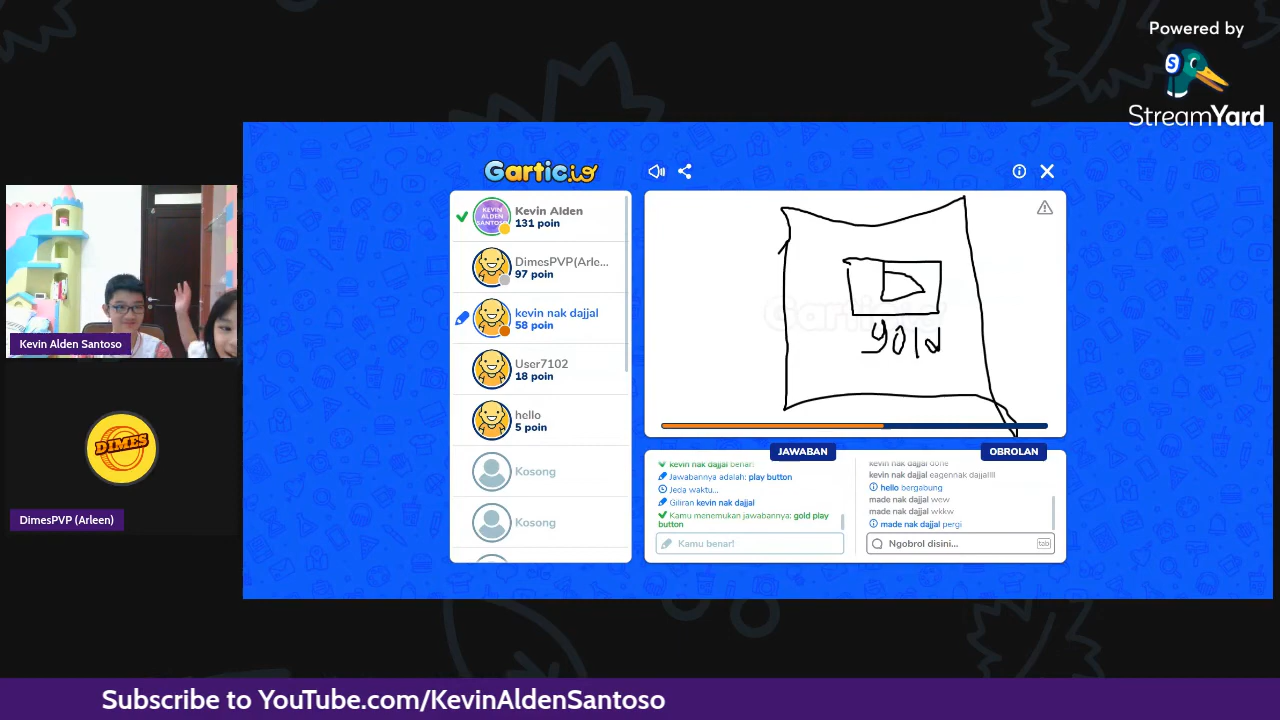 Powered by
StreamYard
Gartic.io
Kevin Alden
131 poin
DimesPVP(Arle...
97 poin
kevin nak dajjal
58 poin
User7102
18 poin
hello
5 poin
Kosong
Kosong
KEVIN
ALDEN
SANTOSO
JAWABAN
kevin nak dajjal benar!
Jawabannya adalah: play button
Jeda waktu...
Giliran kevin nak dajjal
Kamu menemukan jawabannya: gold play
button
Kamu benar!
OBROLAN
kevin nak dajjal done
kevin nak dajjal eagennak dajjal!!!!
hello bergabung
made nak dajjal wew
made nak dajjal wkkw
made nak dajjal pergi
Ngobrol disini...
tab
Kevin Alden Santoso
DIMES
DimesPVP (Arleen)
Subscribe to YouTube.com/KevinAldenSantoso